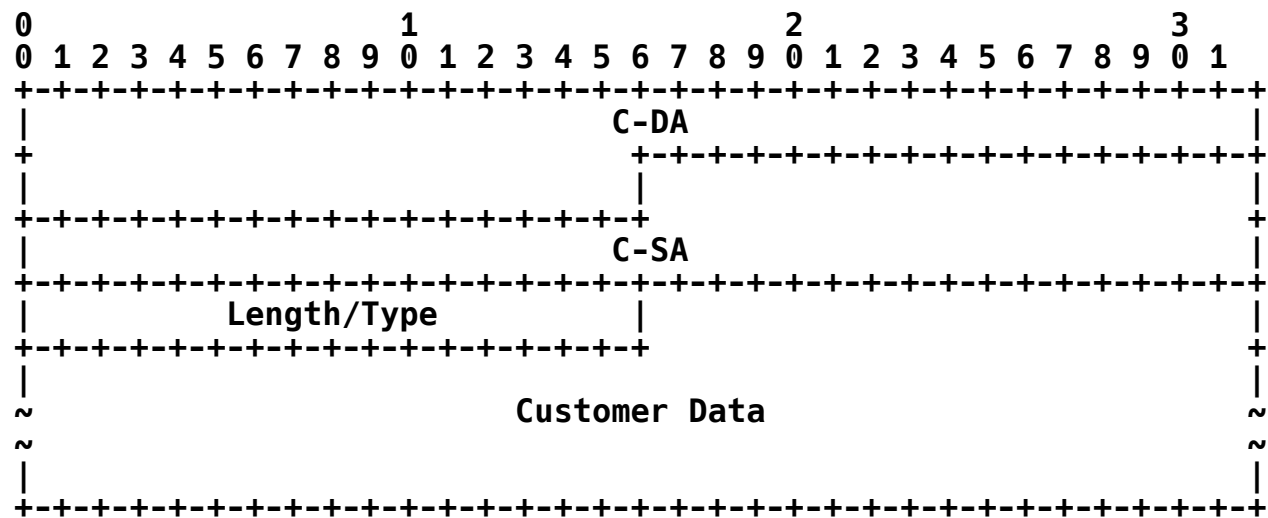 0                   1                   2                   3
0 1 2 3 4 5 6 7 8 9 0 1 2 3 4 5 6 7 8 9 0 1 2 3 4 5 6 7 8 9 0 1
+-+-+-+-+-+-+-+-+-+-+-+-+-+-+-+-+-+-+-+-+-+-+-+-+-+-+-+-+-+-+-+-+
|                              C-DA                             |
+                               +-+-+-+-+-+-+-+-+-+-+-+-+-+-+-+-+
|                               |                               |
+-+-+-+-+-+-+-+-+-+-+-+-+-+-+-+-+                               +
|                              C-SA                             |
+-+-+-+-+-+-+-+-+-+-+-+-+-+-+-+-+-+-+-+-+-+-+-+-+-+-+-+-+-+-+-+-+
|          Length/Type          |                               |
+-+-+-+-+-+-+-+-+-+-+-+-+-+-+-+-+                               +
|                                                               |
~                         Customer Data                         ~
~                                                               ~
|                                                               |
+-+-+-+-+-+-+-+-+-+-+-+-+-+-+-+-+-+-+-+-+-+-+-+-+-+-+-+-+-+-+-+-+